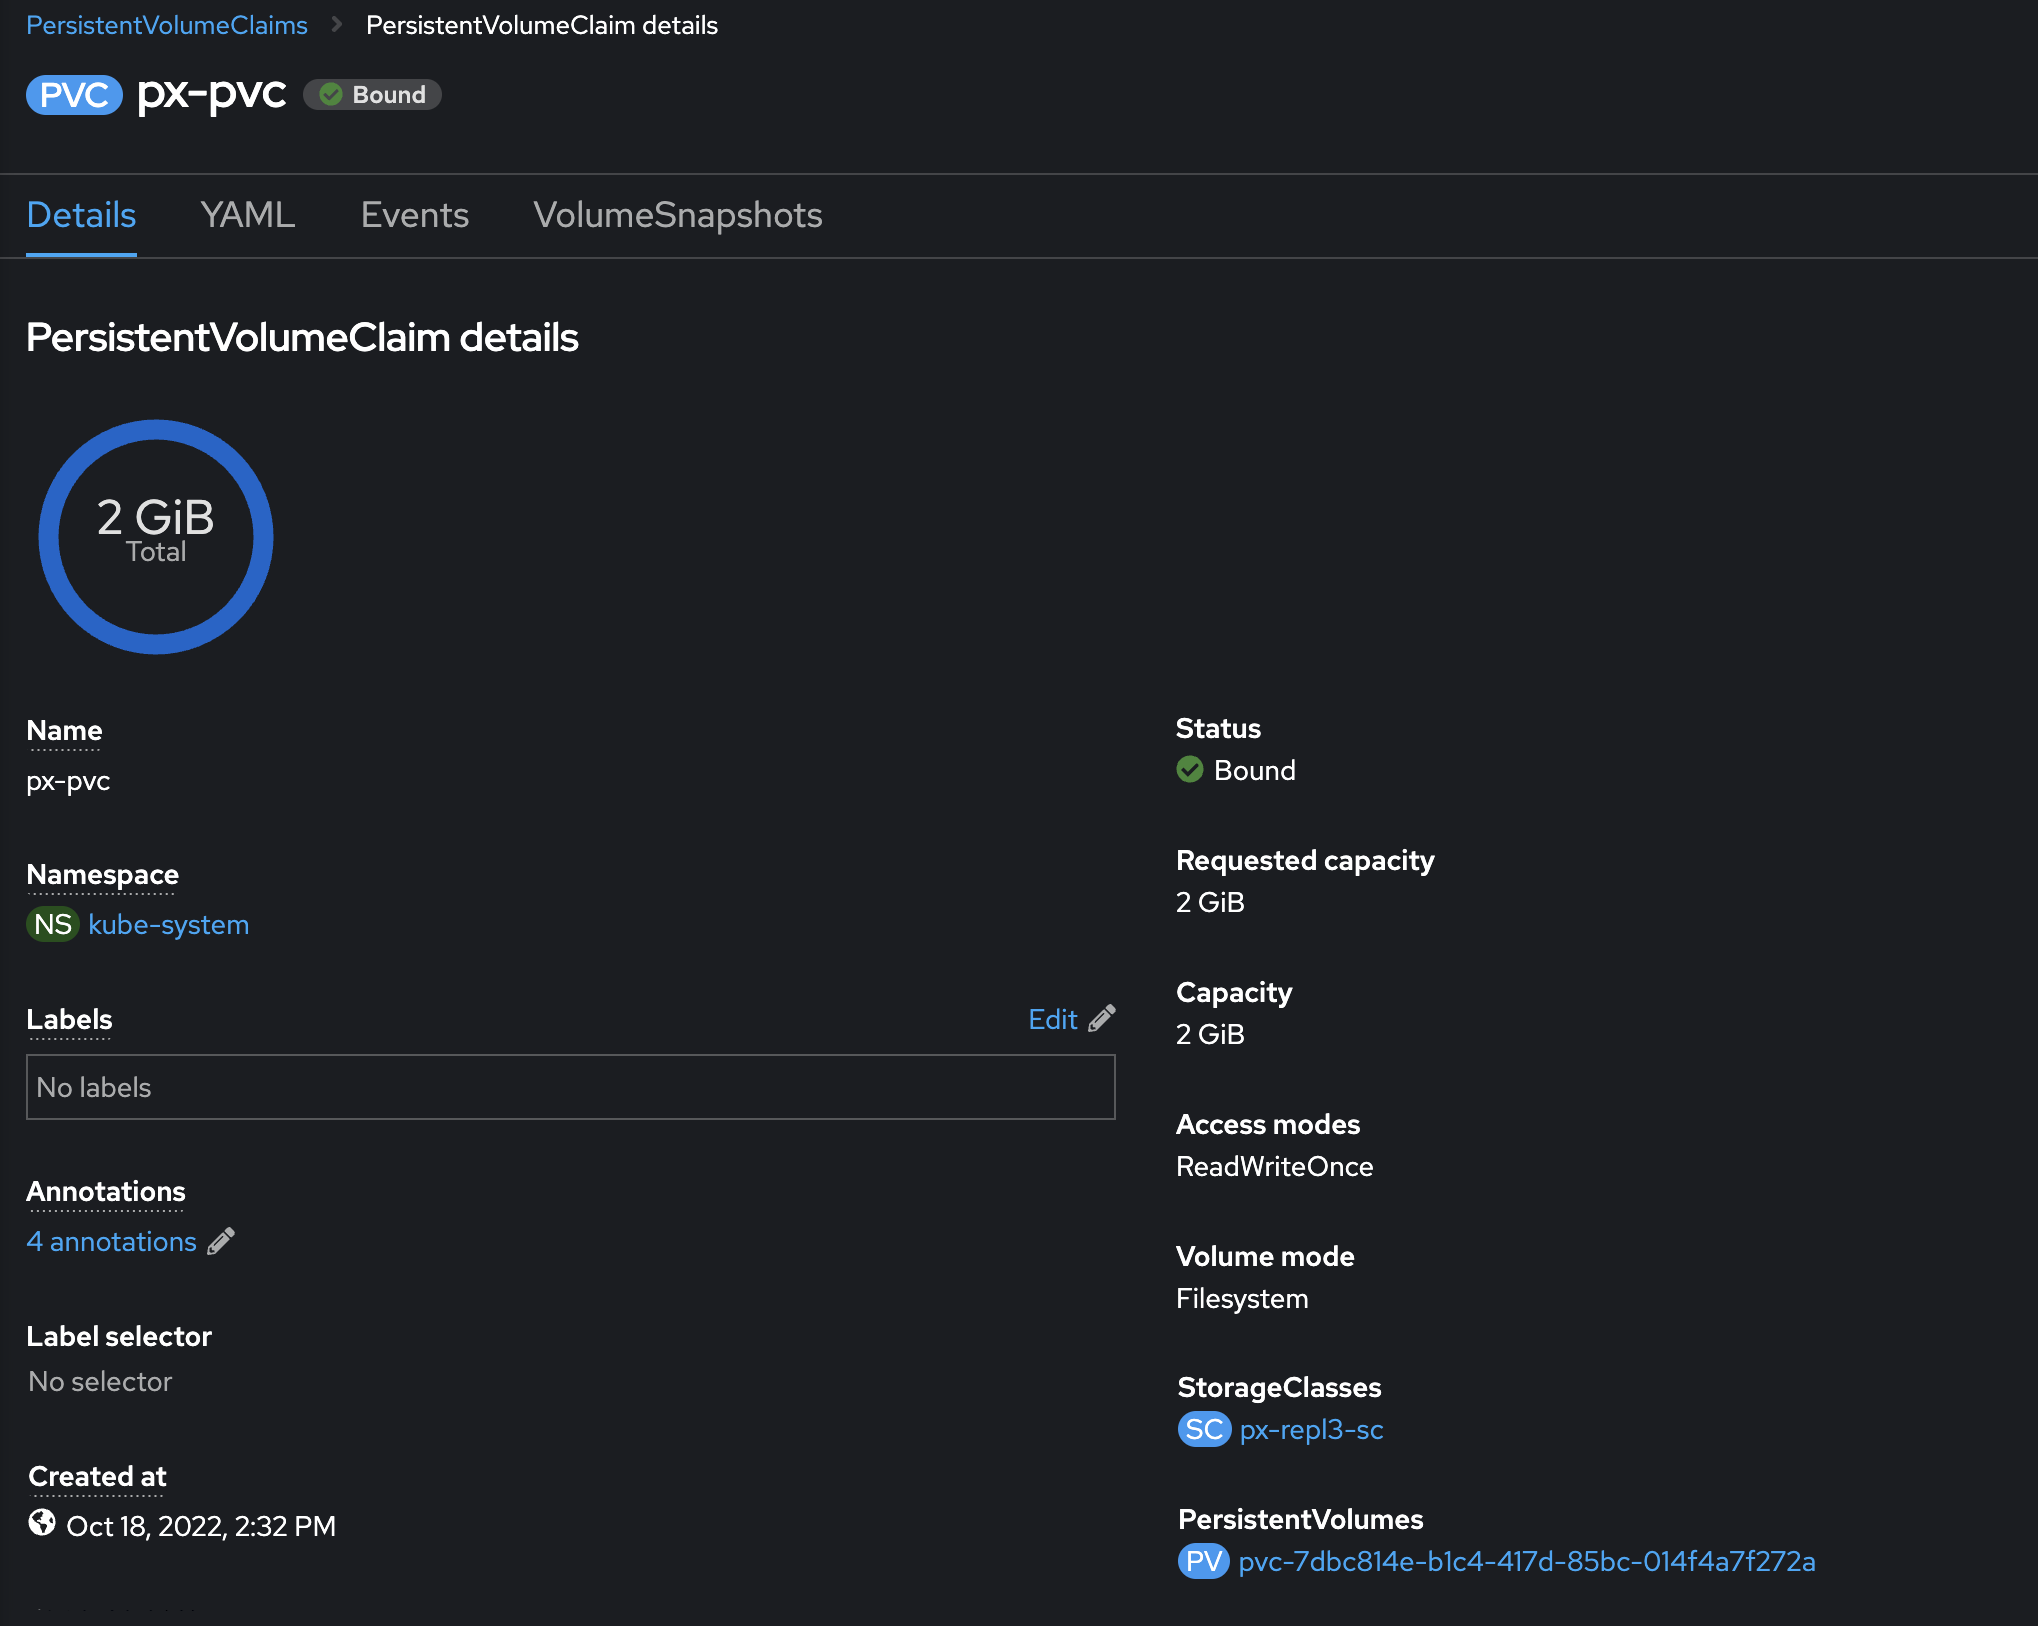 PersistentVolumeClaims > PersistentVolumeClaim details
PVC px-pvc Bound
Details YAML Events VolumeSnapshots
PersistentVolumeClaim details
2 GiB
Total
Name
px-pvc
Namespace
NS kube-system
Labels Edit
No labels
Annotations
4 annotations
Label selector
No selector
Created at
Oct 18, 2022, 2:32 PM
Status
Bound
Requested capacity
2 GiB
Capacity
2 GiB
Access modes
ReadWriteOnce
Volume mode
Filesystem
StorageClasses
SC px-repl3-sc
PersistentVolumes
PV pvc-7dbc814e-b1c4-417d-85bc-014f4a7f272a